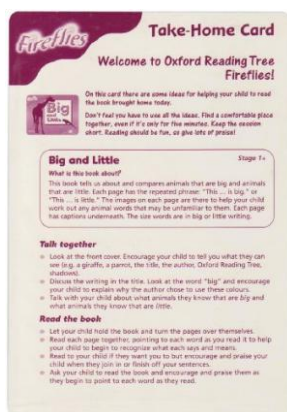 Fireflies
Take-Home Card
Welcome to Oxford Reading Tree
Fireflies!
On this card there are some ideas for helping your child to read
the book brought home today.
Big
and Little
Don't feel you have to use all the ideas. Find a comfortable place
together, even if it's only for five minutes. Keep the session
short. Reading should be fun, so give lots of praise!
Big and Little
Stage 1+
What is this book about?
This book tells us about and compares animals that are big and animals
that are little. Each page has the repeated phrase: "This ... is big." or
"This ... is little." The images on each page are there to help your child
work out any animal words that may be unfamiliar to them. Each page
has captions underneath. The size words are in big or little writing.
Talk together
Look at the front cover. Encourage your child to tell you what they can
see (e.g. a giraffe, a parrot, the title, the author, Oxford Reading Tree,
shadows).
Discuss the writing in the title. Look at the word "big" and encourage
your child to explain why the author chose to use these colours.
Talk with your child about what animals they know that are big and
what animals they know that are little.
Read the book
Let your child hold the book and turn the pages over themselves.
Read each page together, pointing to each word as you read it to help
your child to begin to recognize what each says and means.
Read to your child if they want you to but encourage and praise your
child when they join in or finish off your sentences.
Ask your child to read the book and encourage and praise them as
they begin to point to each word as they read.